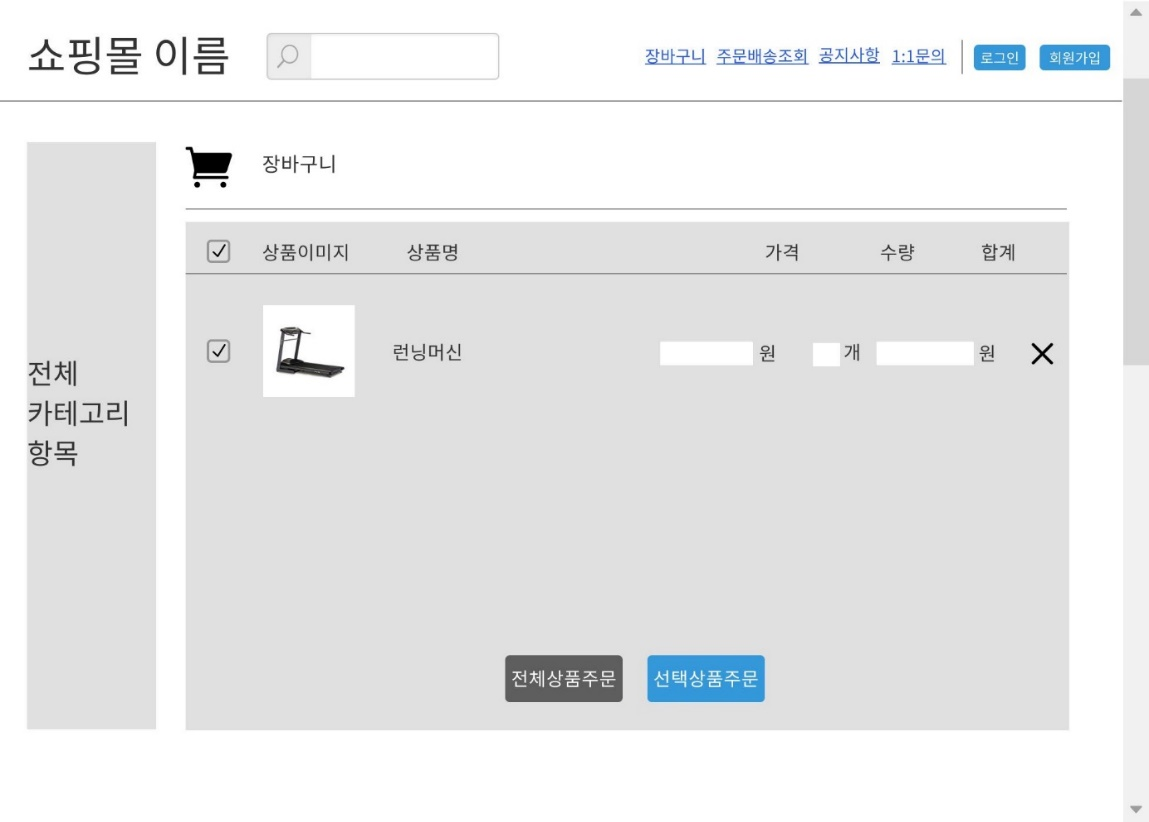 쇼핑몰 이름
장바구니 주문배송조회 공지사항 1:1문의 로그인 회원가입
장바구니
상품이미지 상품명 가격 수량 합계
런닝머신 원 개 원
전체
카테고리
항목
전체상품주문 선택상품주문